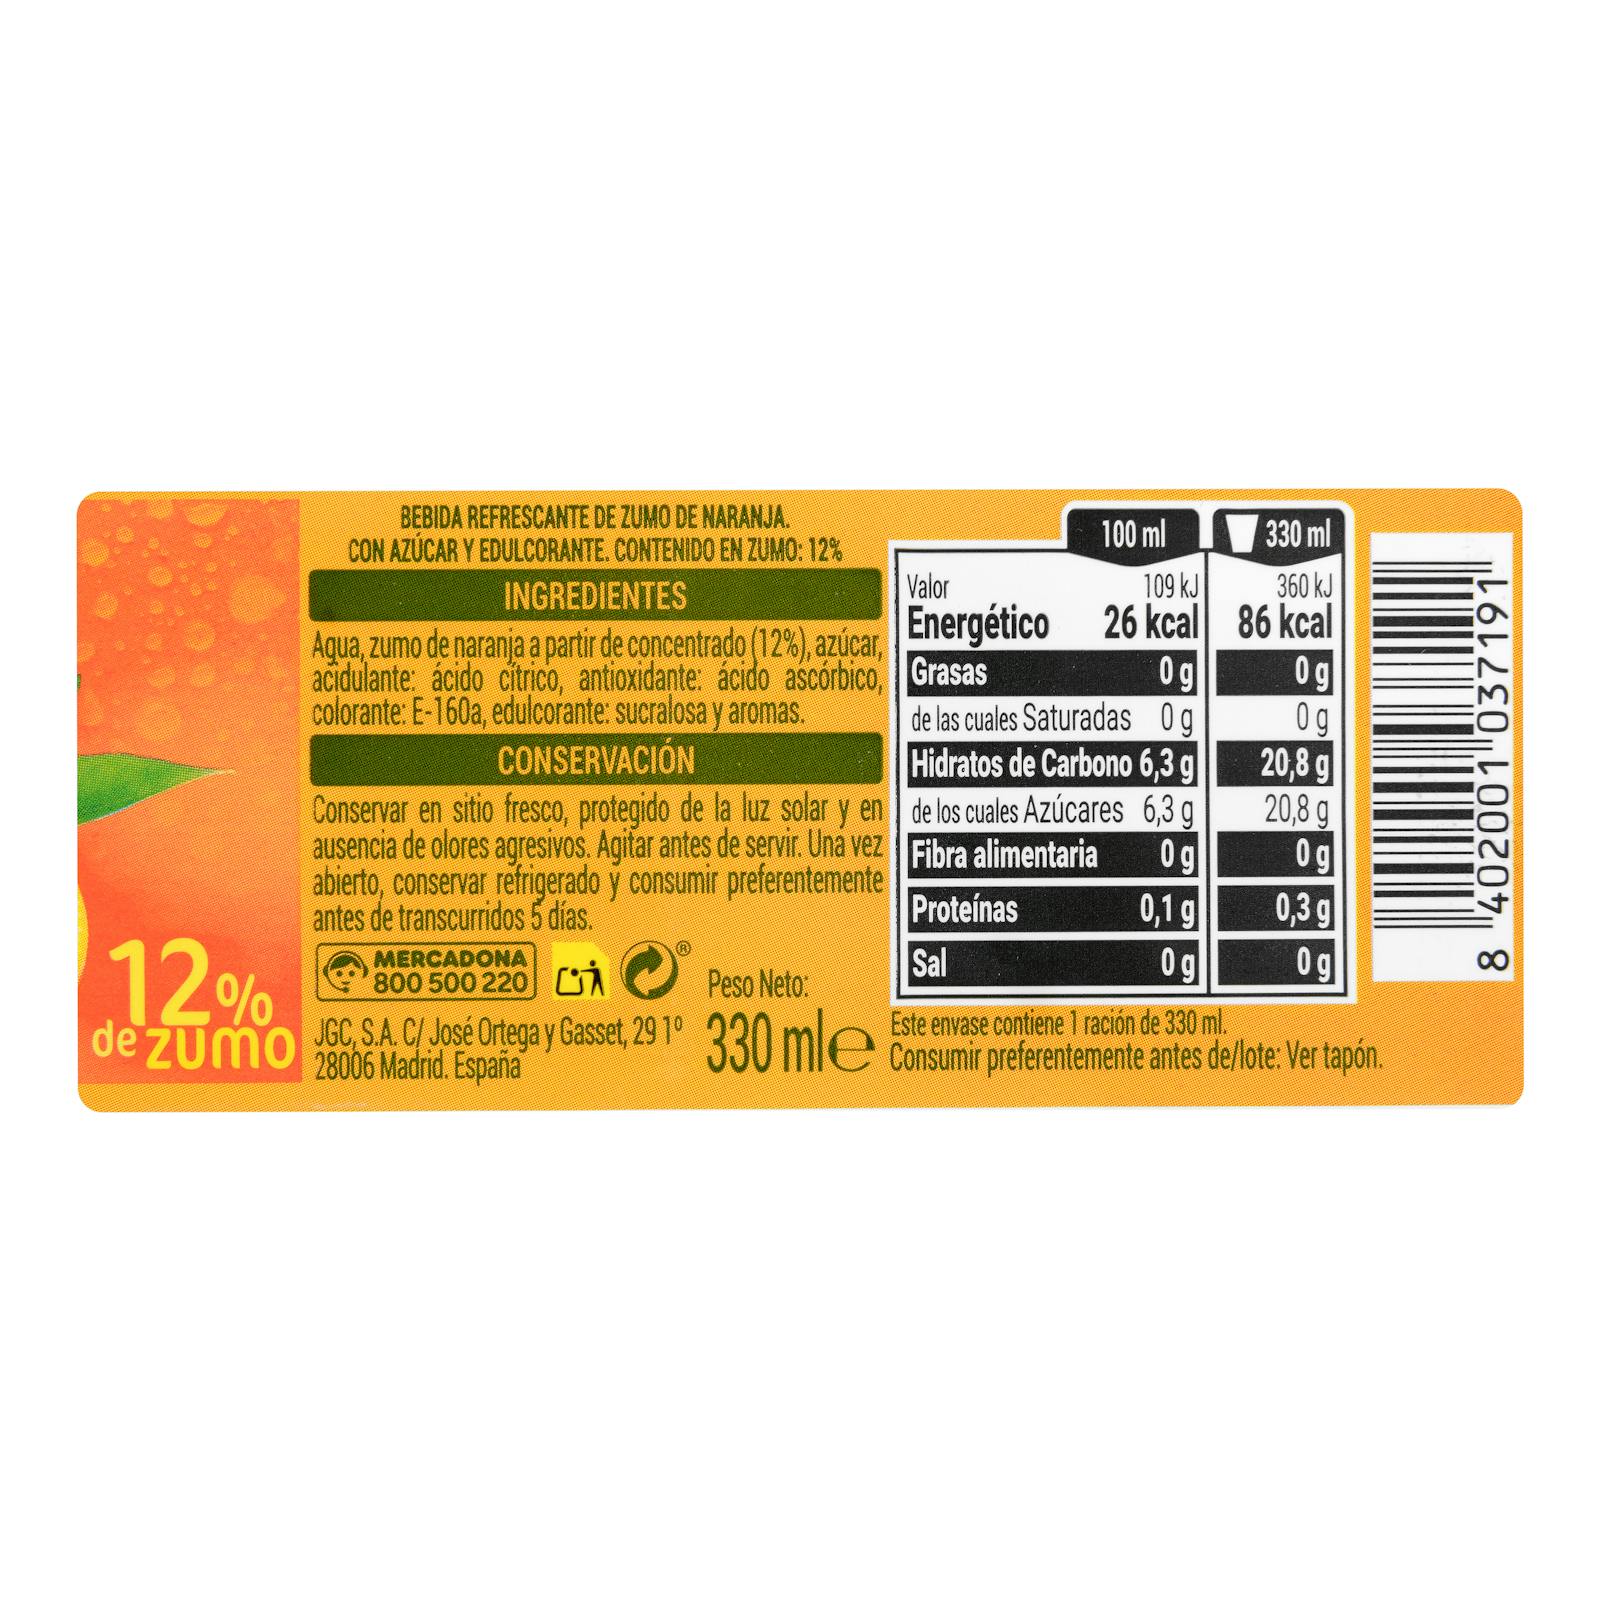 12%
de zumo
BEBIDA REFRESCANTE DE ZUMO DE NARANJA.
CON AZÚCAR Y EDULCORANTE. CONTENIDO EN ZUMO: 12%
INGREDIENTES
Agua, zumo de naranja a partir de concentrado (12%), azúcar,
acidulante: ácido cítrico, antioxidante: ácido ascórbico,
colorante: E-160a, edulcorante: sucralosa y aromas.
CONSERVACIÓN
Conservar en sitio fresco, protegido de la luz solar y en
ausencia de olores agresivos. Agitar antes de servir. Una vez
abierto, conservar refrigerado y consumir preferentemente
antes de transcurridos 5 días.
MERCADONA
800 500 220
®
JGC, S.A. C/ José Ortega y Gasset, 29 1º
28006 Madrid. España
Peso Neto:
330 ml e
100 ml 330 ml
Valor 109 kJ 360 kJ
Energético 26 kcal 86 kcal
Grasas 0 g 0 g
de las cuales Saturadas 0 g 0 g
Hidratos de Carbono 6,3 g 20,8 g
de los cuales Azúcares 6,3 g 20,8 g
Fibra alimentaria 0 g 0 g
Proteínas 0,1 g 0,3 g
Sal 0 g 0 g
Este envase contiene 1 ración de 330 ml.
Consumir preferentemente antes de/lote: Ver tapón.
8 402001 037191